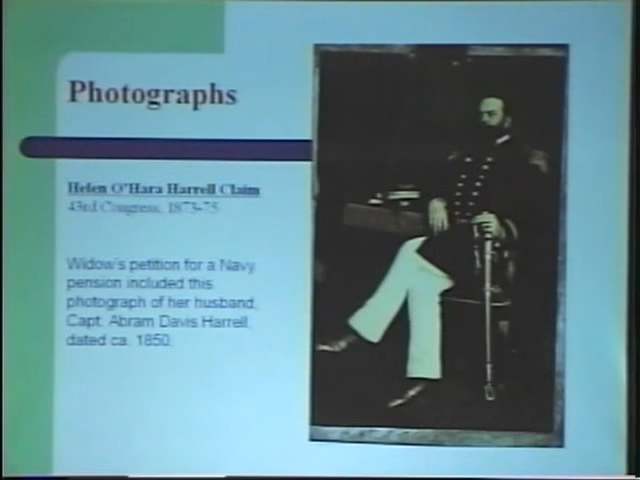 Photographs
Helen O'Hara Harrell Claim
43rd Congress, 1873-75
Widow's petition for a Navy
pension included this
photograph of her husband,
Capt. Abram Davis Harrell,
dated ca. 1850.